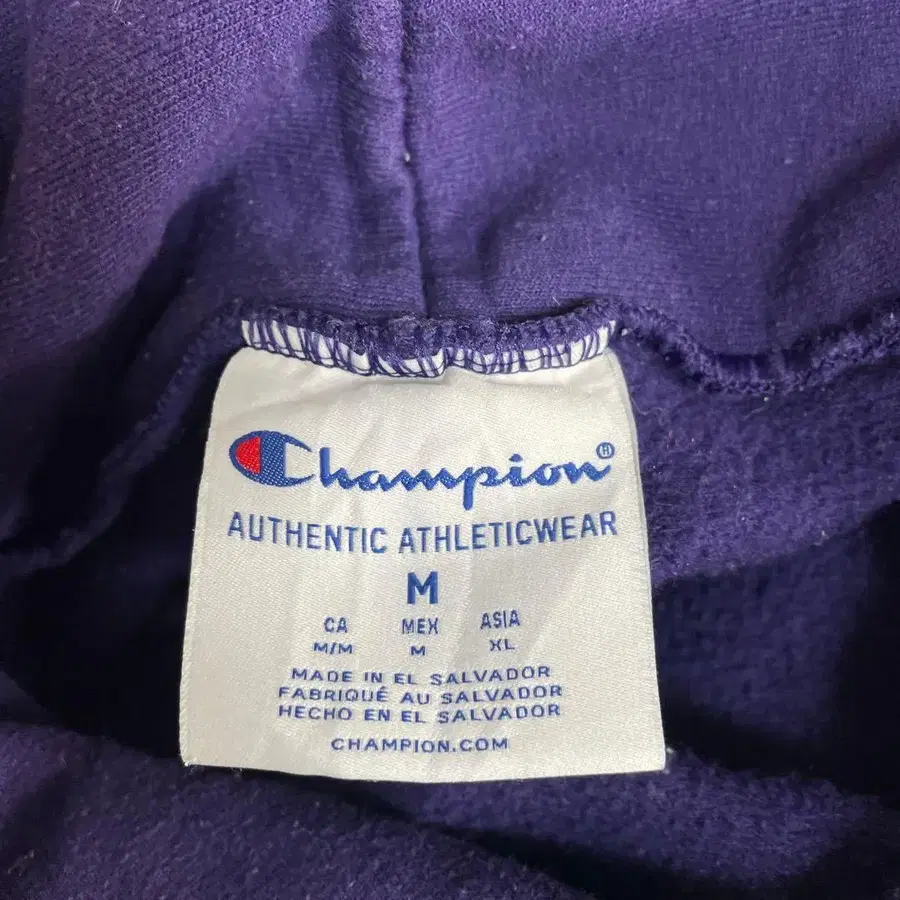 Champion®
AUTHENTIC ATHLETICWEAR
M
CA MEX ASIA
M/M M XL
MADE IN EL SALVADOR
FABRIQUÉ AU SALVADOR
HECHO EN EL SALVADOR
CHAMPION.COM